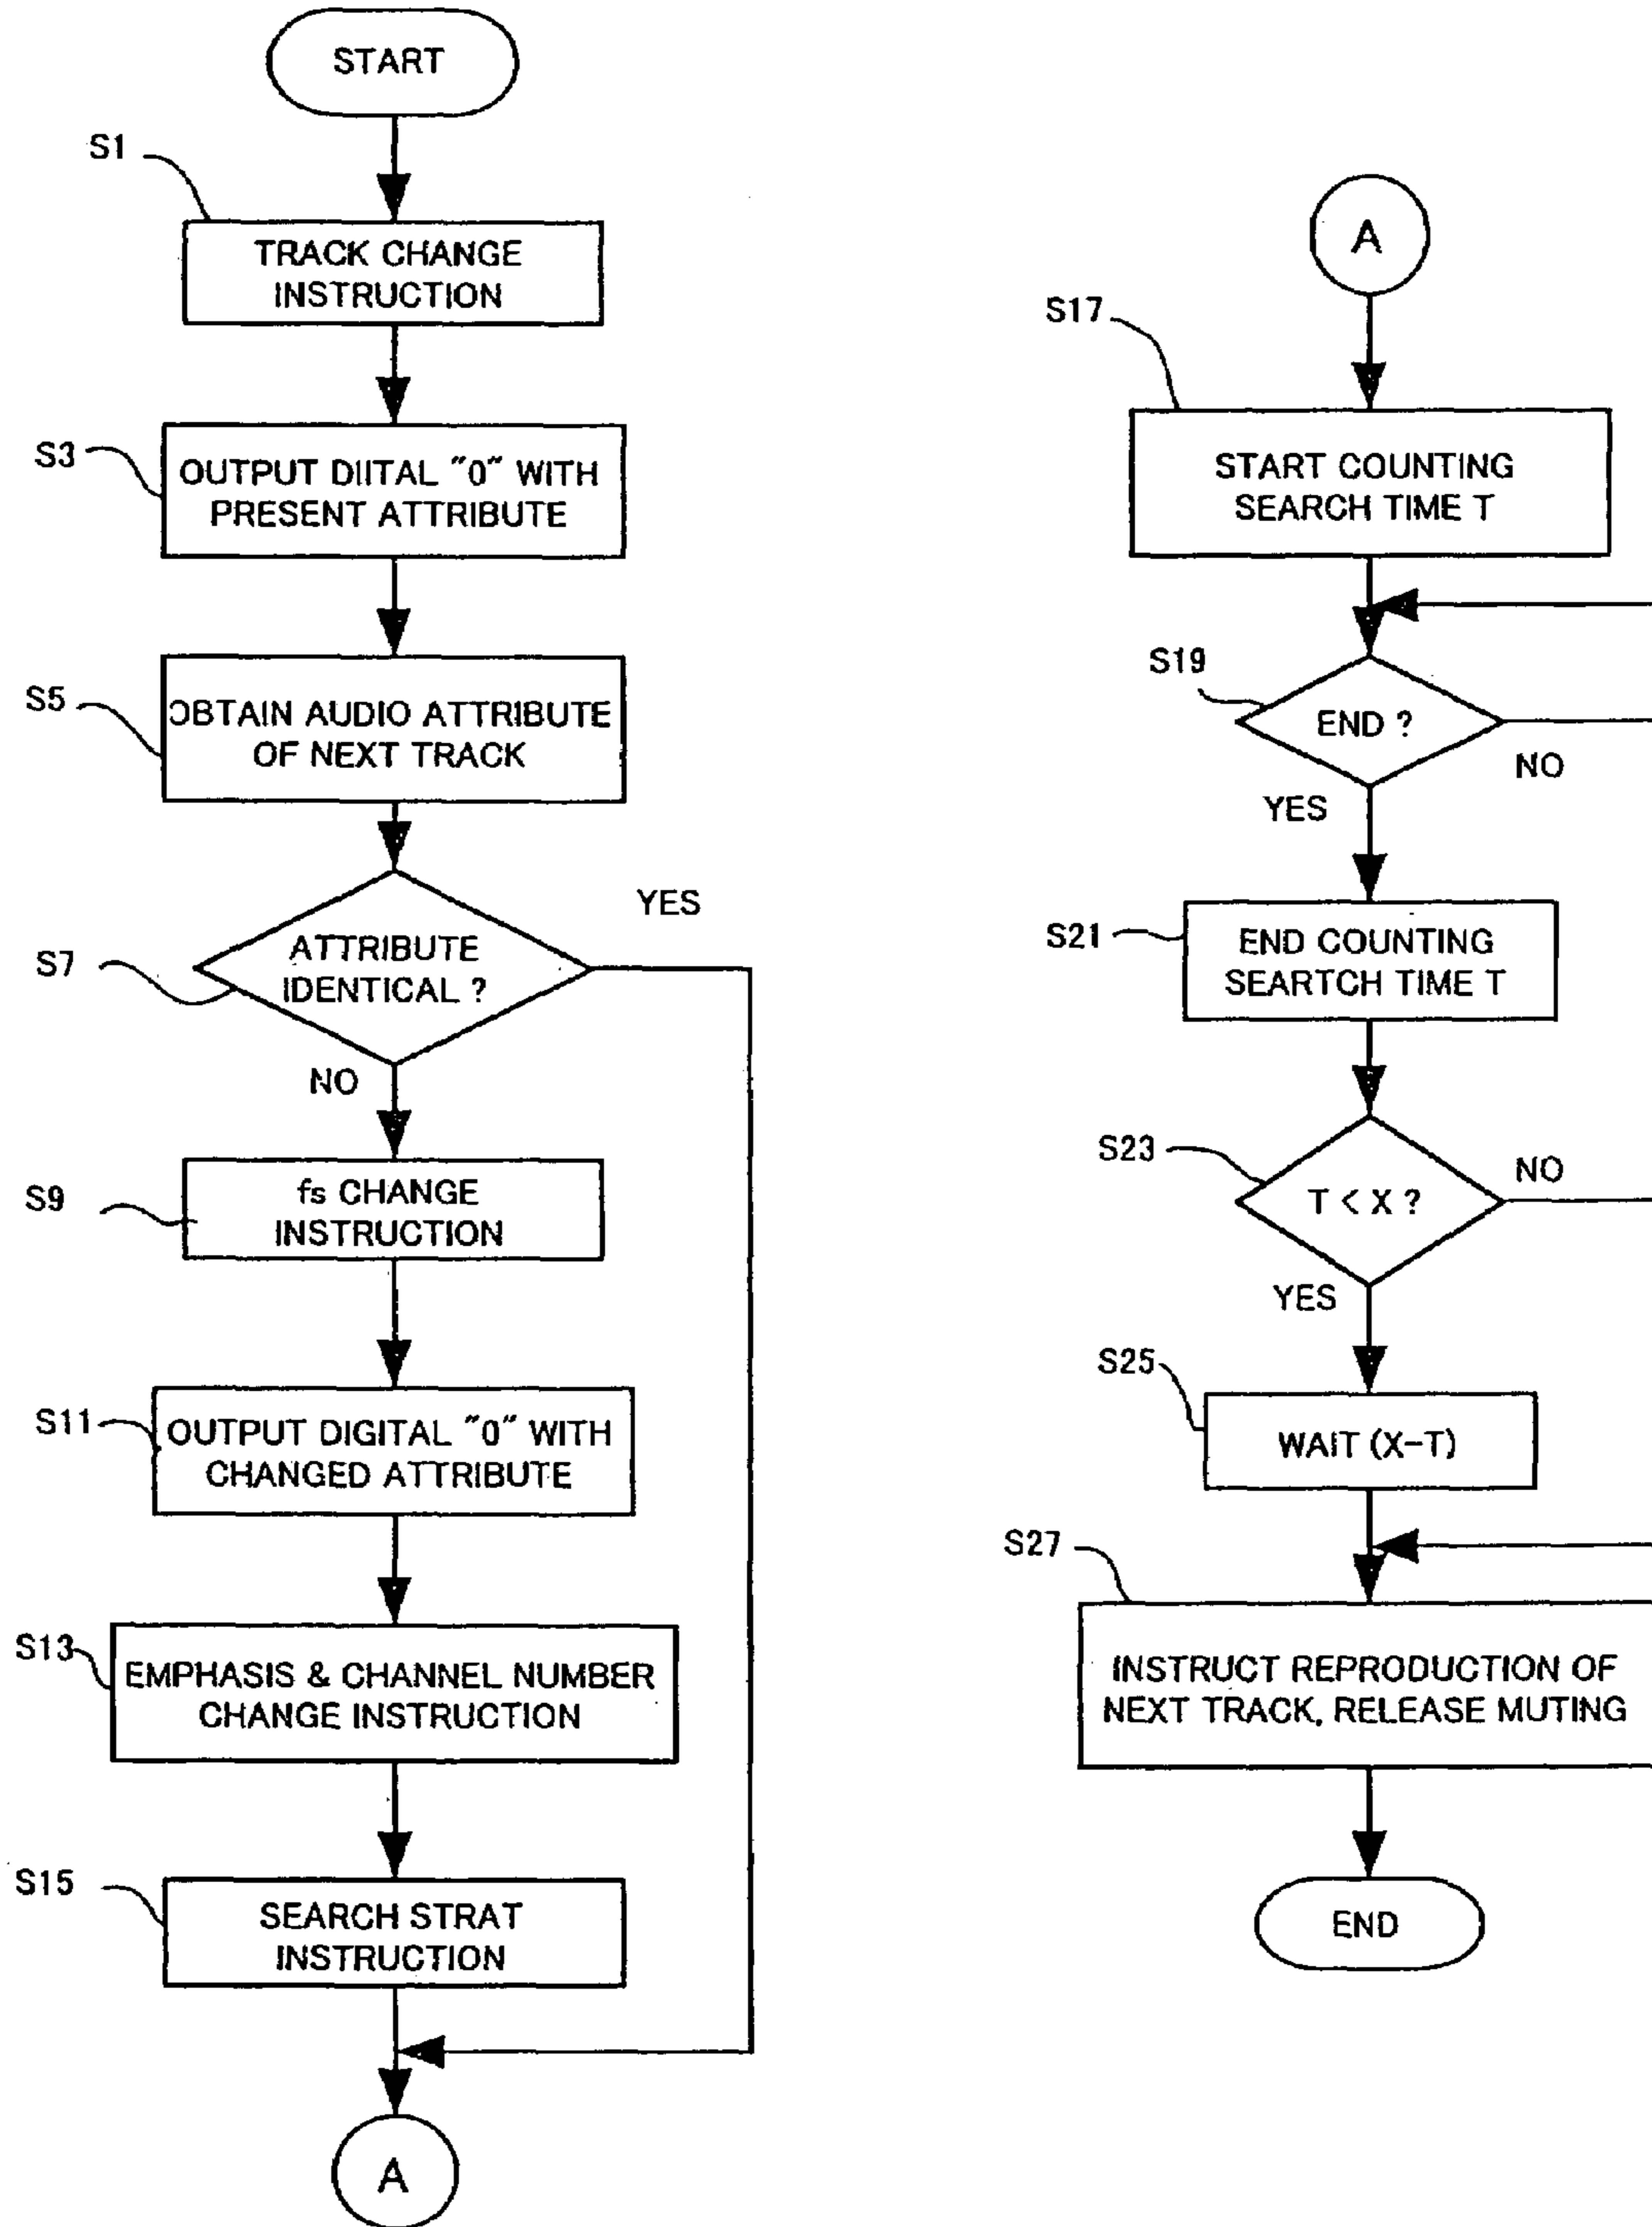 START
S1
TRACK CHANGE
INSTRUCTION
S3
OUTPUT DIITAL "0" WITH
PRESENT ATTRIBUTE
S5
OBTAIN AUDIO ATTRIBUTE
OF NEXT TRACK
YES
S7
ATTRIBUTE
IDENTICAL ?
NO
S9
fs CHANGE
INSTRUCTION
S11
OUTPUT DIGITAL "0" WITH
CHANGED ATTRIBUTE
S13
EMPHASIS & CHANNEL NUMBER
CHANGE INSTRUCTION
S15
SEARCH STRAT
INSTRUCTION
A
A
S17
START COUNTING
SEARCH TIME T
S19
END ?
NO
YES
S21
END COUNTING
SEARTCH TIME T
S23
T < X ?
NO
YES
S25
WAIT (X-T)
S27
INSTRUCT REPRODUCTION OF
NEXT TRACK, RELEASE MUTING
END